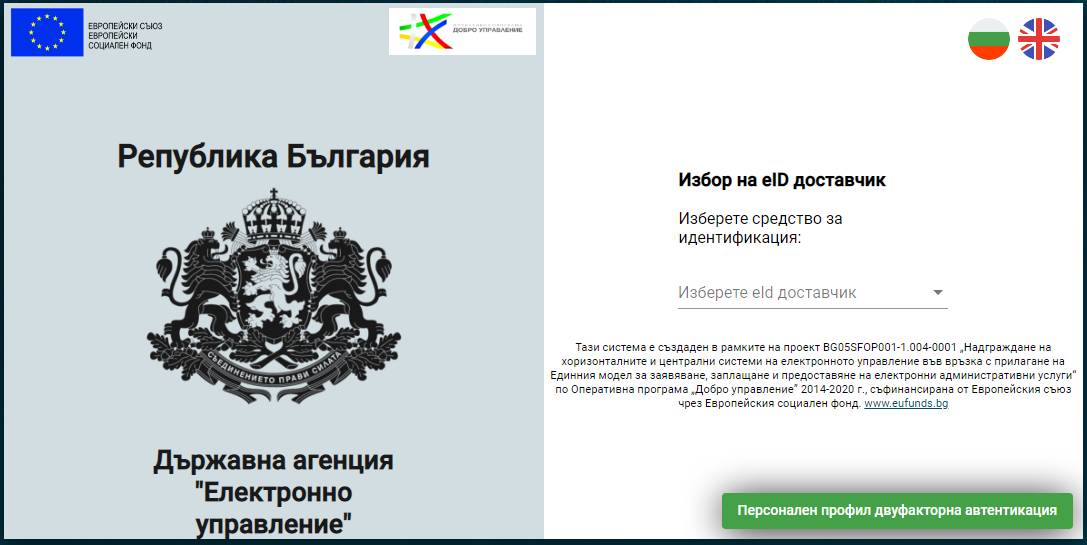 ЕВРОПЕЙСКИ СЪЮЗ
ЕВРОПЕЙСКИ
СОЦИАЛЕН ФОНД
ДОБРО УПРАВЛЕНИЕ
Република България
СЪЕДИНЕНИЕТО ПРАВИ СИЛАТА
Държавна агенция
"Електронно
управление"
Избор на eID доставчик
Изберете средство за
идентификация:
Изберете eId доставчик
Тази система е създаден в рамките на проект BG05SFOP001-1.004-0001 „Надграждане на
хоризонталните и централни системи на електронното управление във връзка с прилагане на
Единния модел за заявяване, заплащане и предоставяне на електронни административни услуги“
по Оперативна програма „Добро управление“ 2014-2020 г., съфинансирана от Европейския съюз
чрез Европейския социален фонд. www.eufunds.bg
Персонален профил двуфакторна автентикация